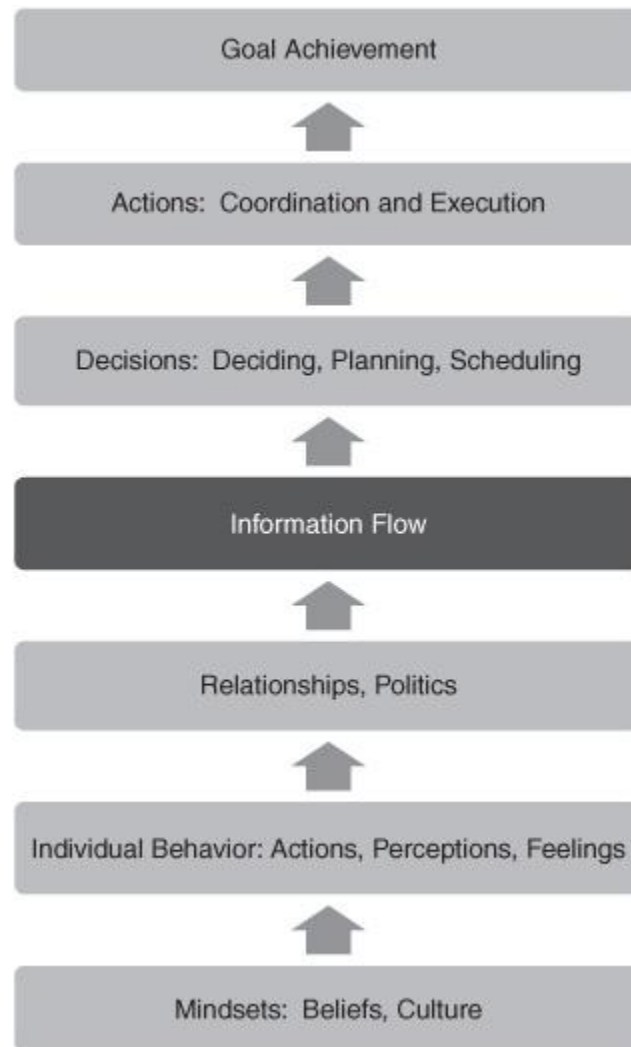 Goal Achievement
Actions: Coordination and Execution
Decisions: Deciding, Planning, Scheduling
Information Flow
Relationships, Politics
Individual Behavior: Actions, Perceptions, Feelings
Mindsets: Beliefs, Culture